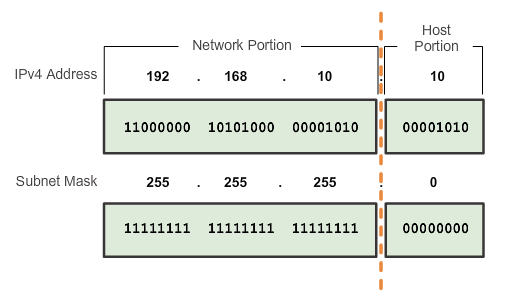 Network Portion
Host
Portion
IPv4 Address 192 . 168 . 10 . 10
11000000 10101000 00001010 00001010
Subnet Mask 255 . 255 . 255 . 0
11111111 11111111 11111111 00000000